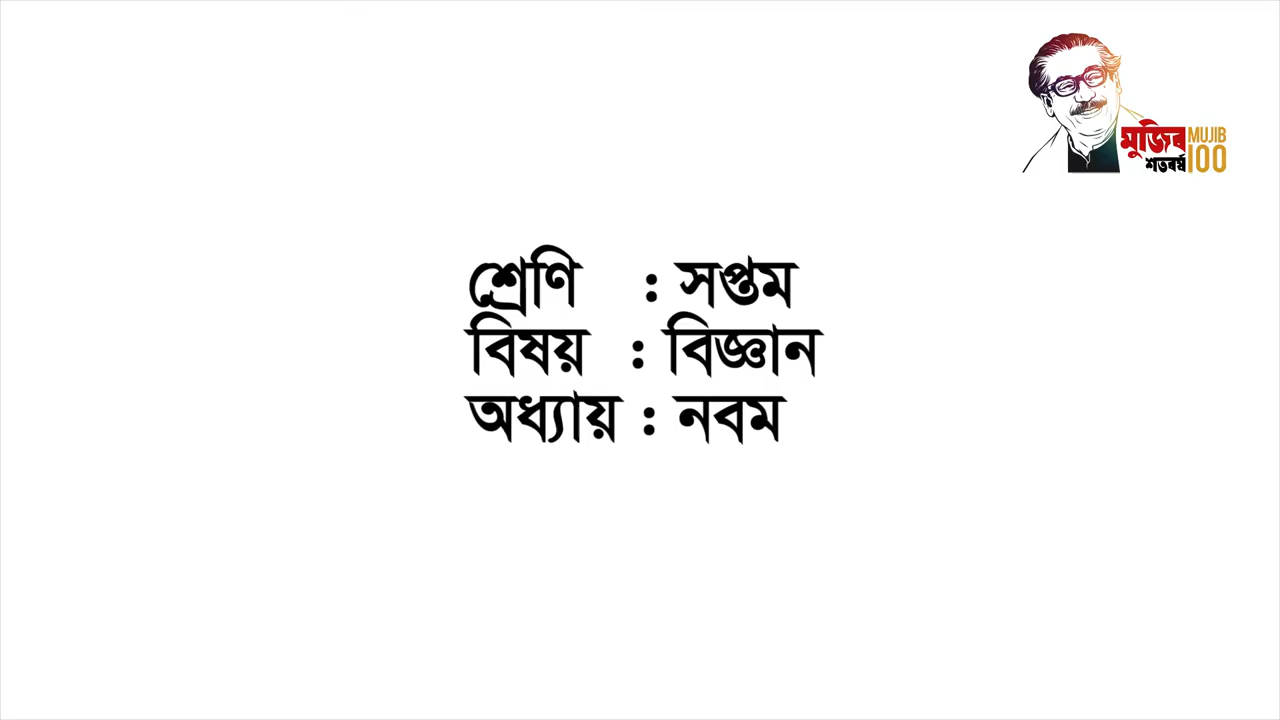 মুজিব MUJIB
শতবর্ষ 100
শ্রেণি : সপ্তম
বিষয় : বিজ্ঞান
অধ্যায় : নবম